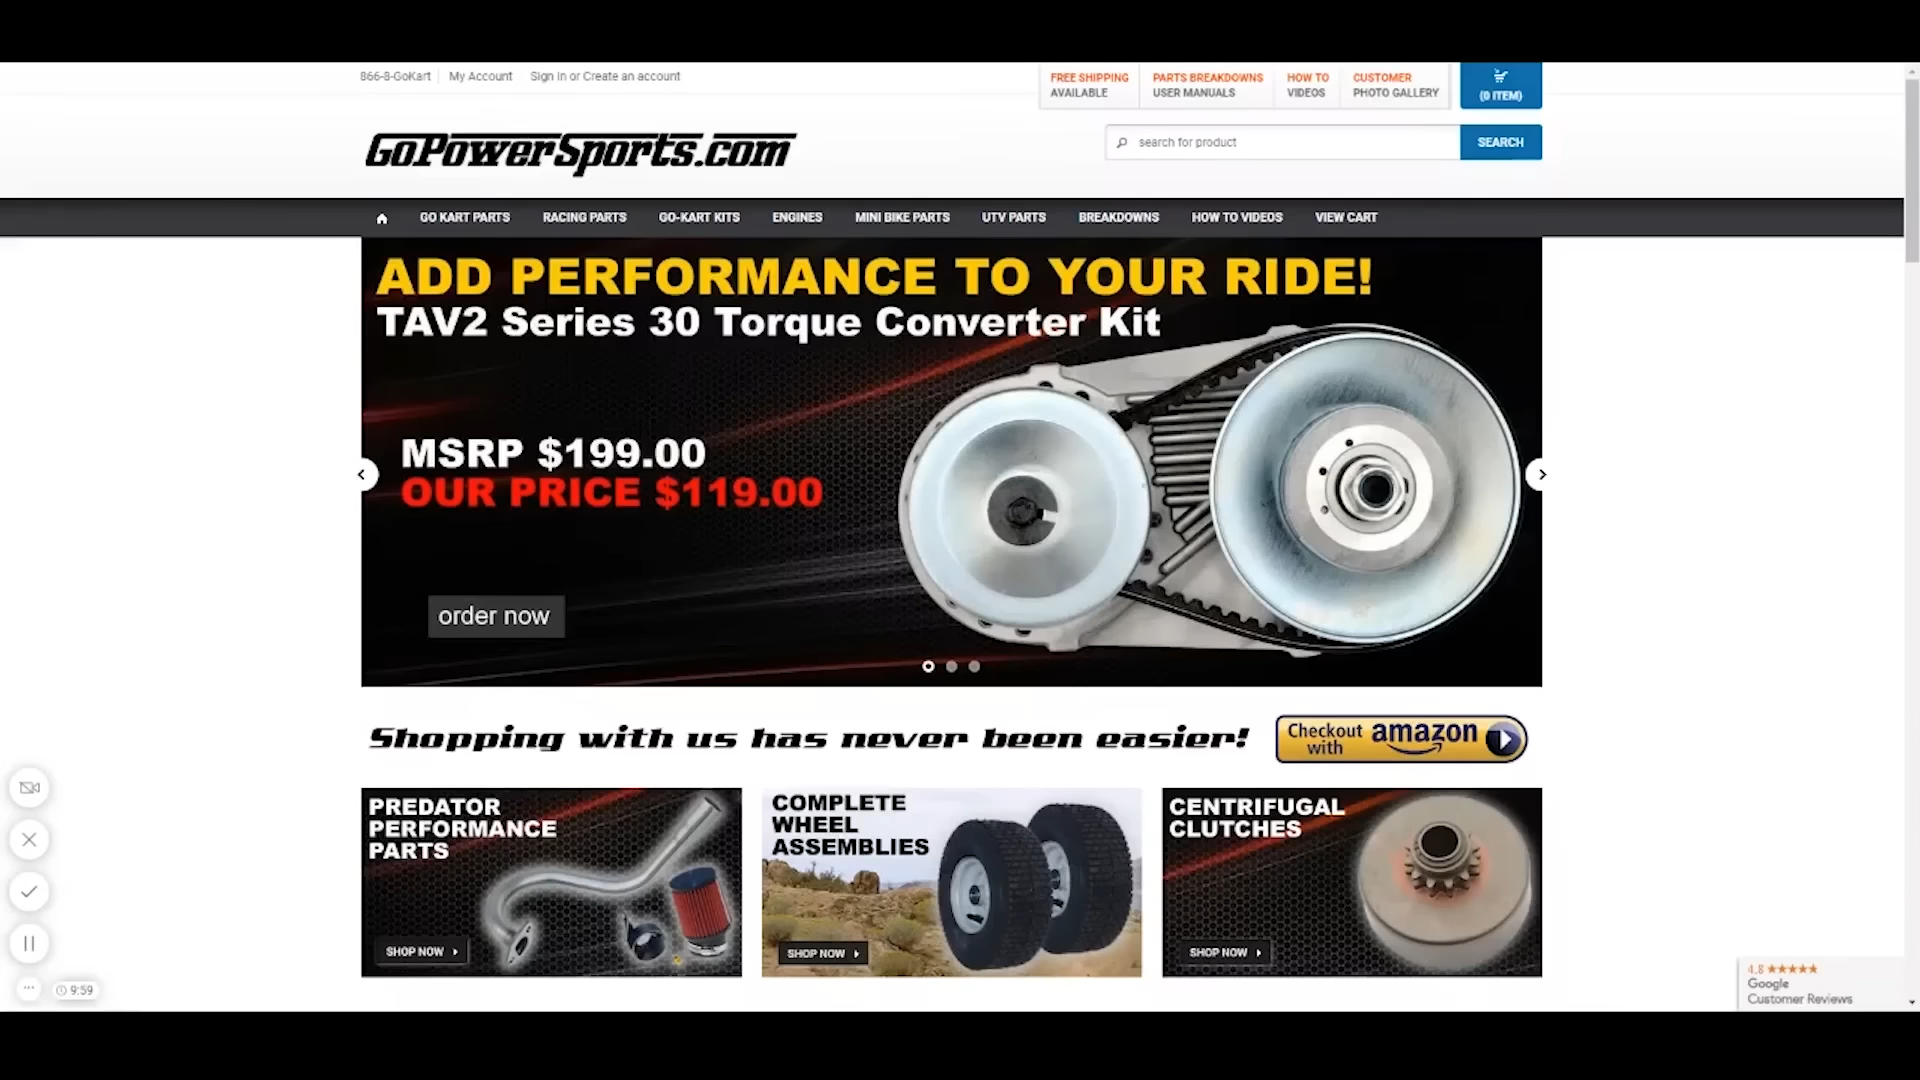 866-8-GoKart My Account Sign in or Create an account
FREE SHIPPING
AVAILABLE
PARTS BREAKDOWNS
USER MANUALS
HOW TO
VIDEOS
CUSTOMER
PHOTO GALLERY
(0 ITEM)
GoPowerSports.com
search for product
SEARCH
GO KART PARTS RACING PARTS GO-KART KITS ENGINES MINI BIKE PARTS UTV PARTS BREAKDOWNS HOW TO VIDEOS VIEW CART
ADD PERFORMANCE TO YOUR RIDE!
TAV2 Series 30 Torque Converter Kit
MSRP $199.00
OUR PRICE $119.00
order now
Shopping with us has never been easier!
Checkout
with
amazon
PREDATOR
PERFORMANCE
PARTS
SHOP NOW
COMPLETE
WHEEL
ASSEMBLIES
SHOP NOW
CENTRIFUGAL
CLUTCHES
SHOP NOW
9:59
4.8
Google
Customer Reviews